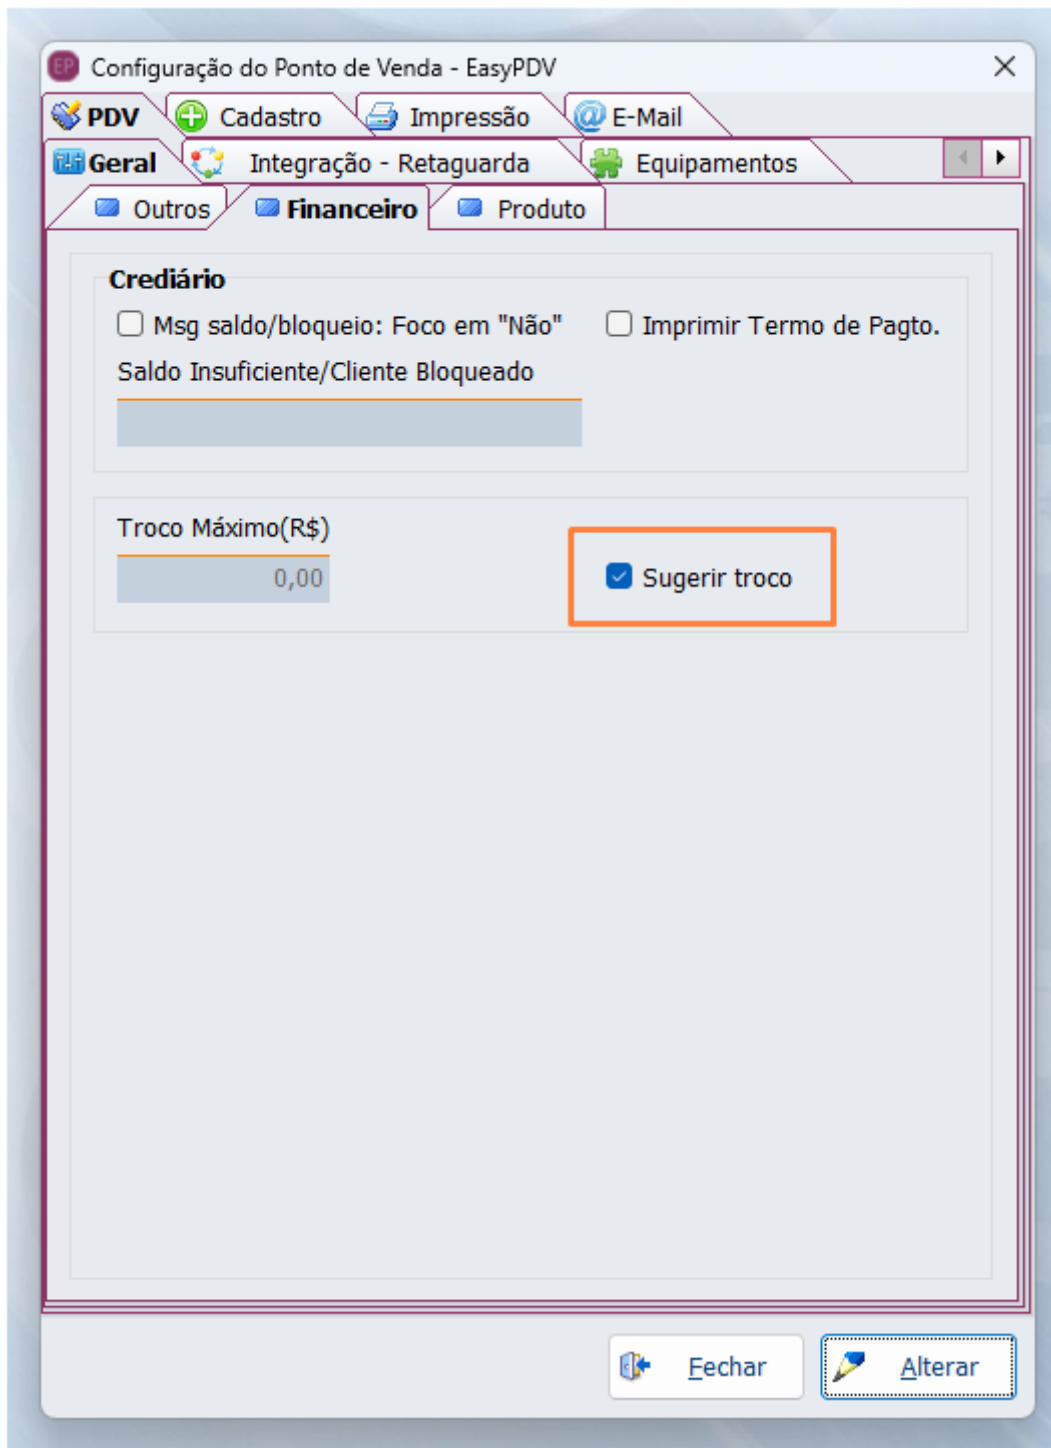 EP Configuração do Ponto de Venda - EasyPDV
PDV Cadastro Impressão @ E-Mail
Geral Integração - Retaguarda Equipamentos
Outros Financeiro Produto
Crediário
Msg saldo/bloqueio: Foco em "Não" Imprimir Termo de Pagto.
Saldo Insuficiente/Cliente Bloqueado
Troco Máximo(R$)
0,00 Sugerir troco
Fechar Alterar